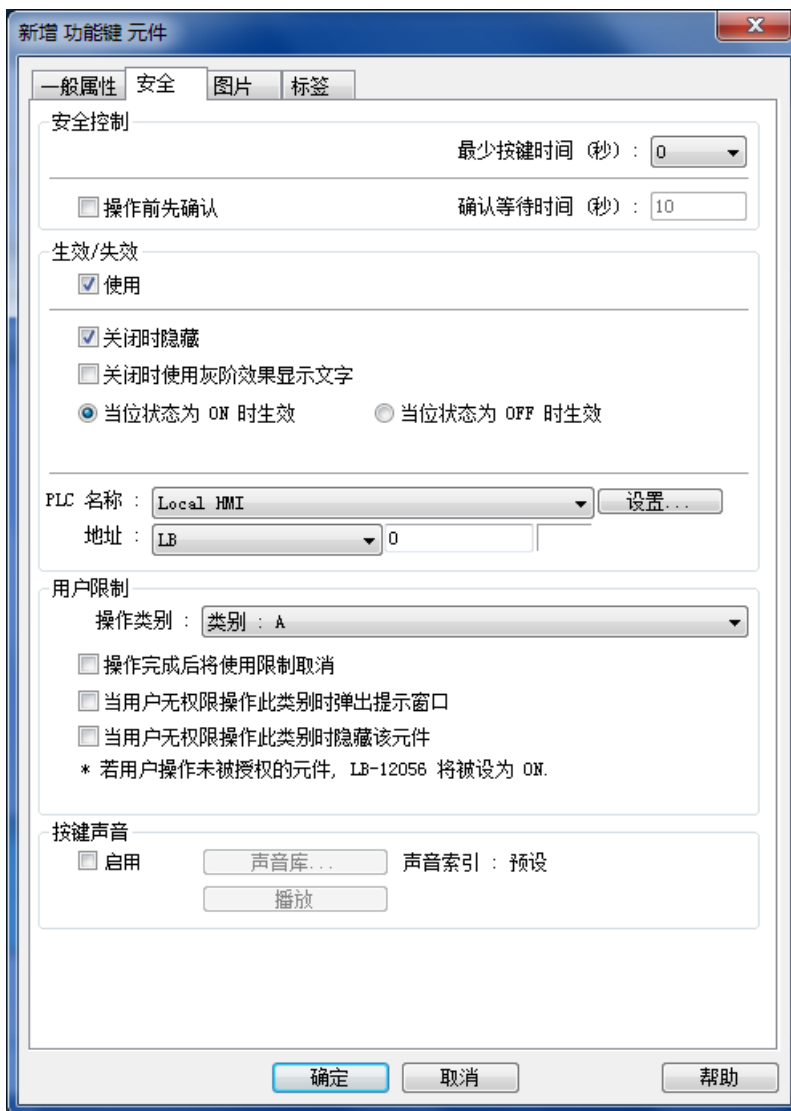 新增 功能键 元件
一般属性 安全 图片 标签
安全控制
最少按键时间 (秒) : 0
操作前先确认 确认等待时间 (秒) : 10
生效/失效
使用
关闭时隐藏
关闭时使用灰阶效果显示文字
当位状态为 ON 时生效 当位状态为 OFF 时生效
PLC 名称 : Local HMI 设置...
地址 : LB 0
用户限制
操作类别 : 类别 : A
操作完成后将使用限制取消
当用户无权限操作此类别时弹出提示窗口
当用户无权限操作此类别时隐藏该元件
* 若用户操作未被授权的元件, LB-12056 将被设为 ON.
按键声音
启用 声音库... 声音索引 : 预设
播放
确定 取消 帮助